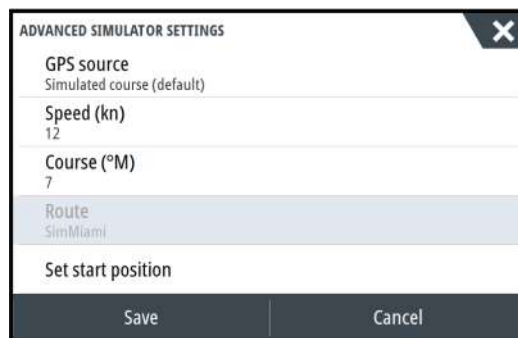 ADVANCED SIMULATOR SETTINGS
GPS source
Simulated course (default)
Speed (kn)
12
Course (°M)
7
Route
SimMiami
Set start position
Save Cancel